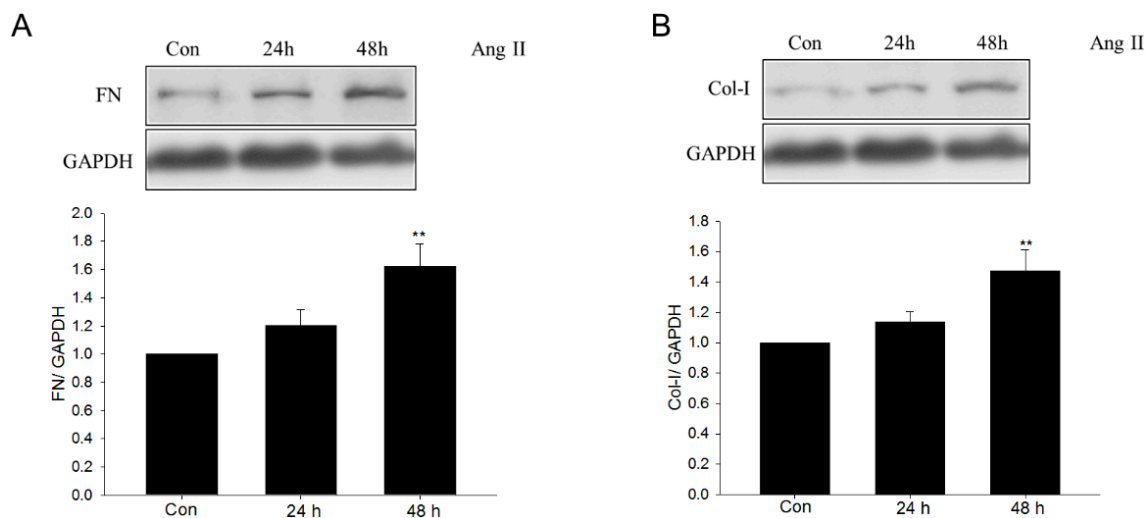 A
Con 24h 48h Ang II
FN
GAPDH
2.0
1.8
1.6
1.4
1.2
1.0
0.8
0.6
0.4
0.2
0.0
FN/ GAPDH
**
Con 24 h 48 h
B
Con 24h 48h Ang II
Col-I
GAPDH
1.8
1.6
1.4
1.2
1.0
0.8
0.6
0.4
0.2
0.0
Col-I/ GAPDH
**
Con 24 h 48 h